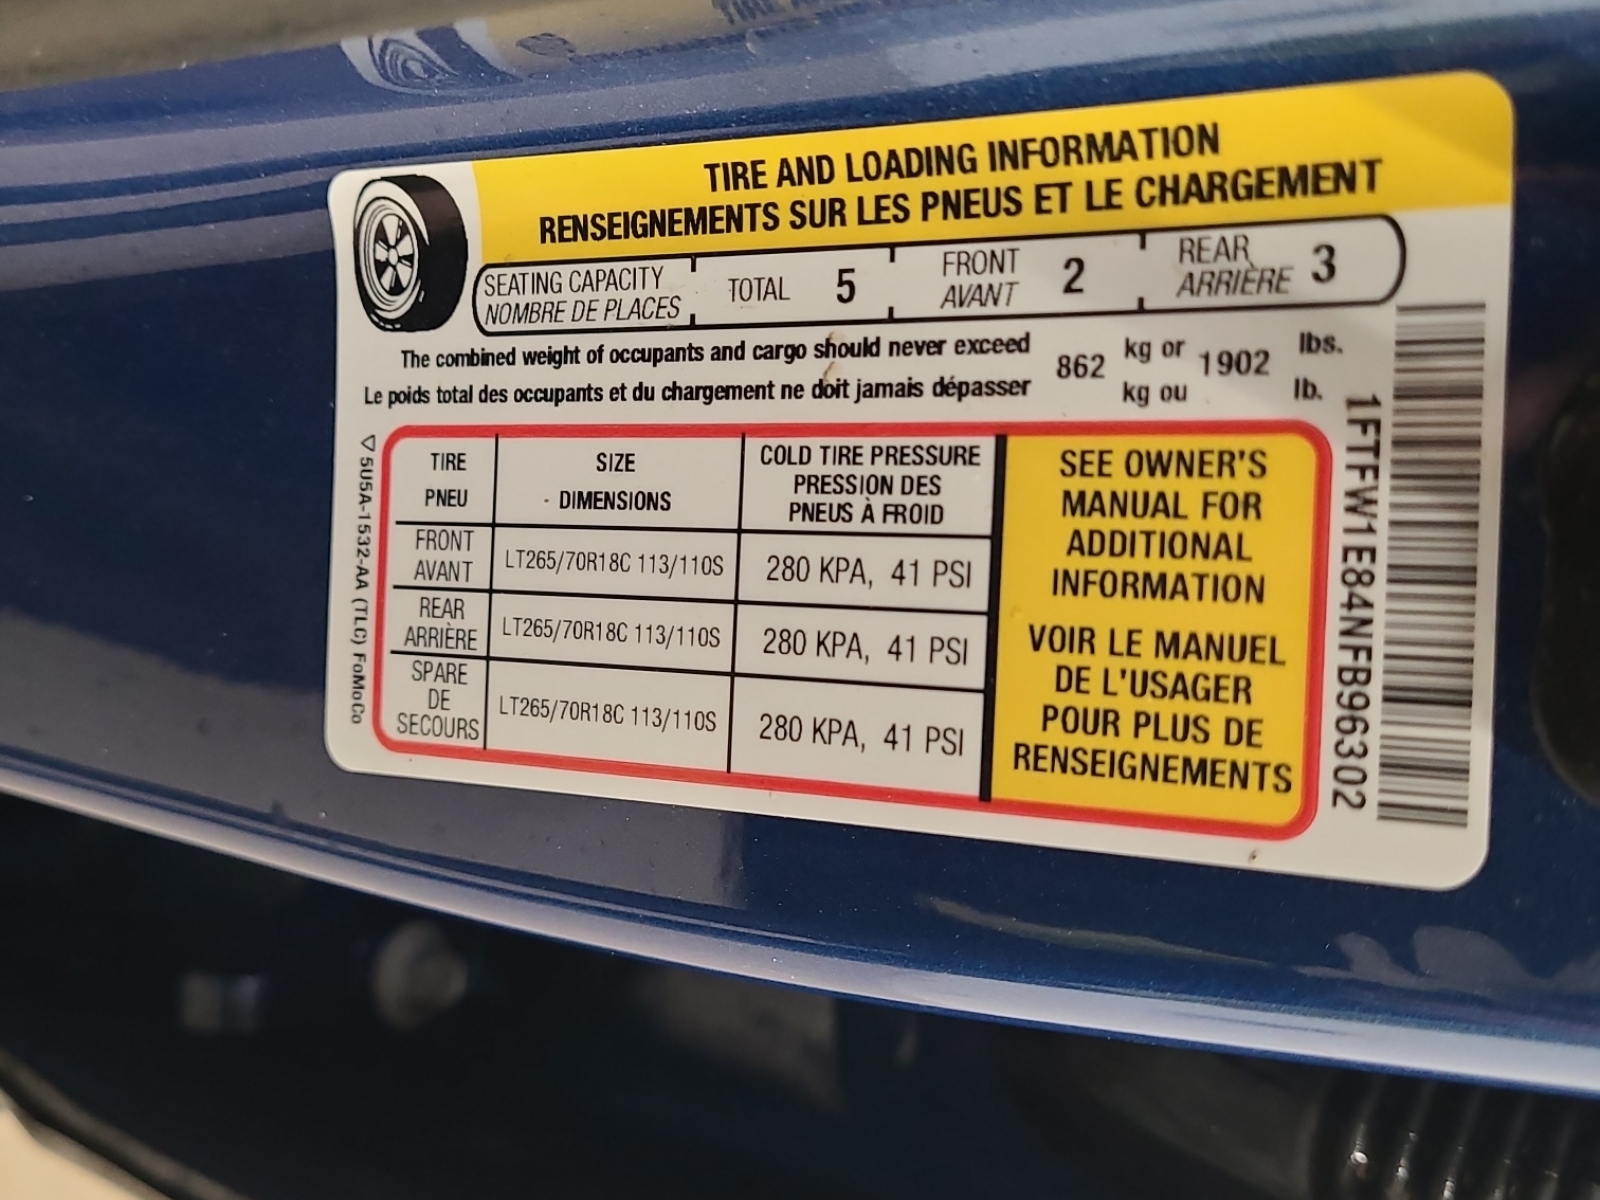 TIRE AND LOADING INFORMATION
RENSEIGNEMENTS SUR LES PNEUS ET LE CHARGEMENT
SEATING CAPACITY
NOMBRE DE PLACES
TOTAL 5
FRONT
AVANT
2
REAR
ARRIÈRE
3
The combined weight of occupants and cargo should never exceed
Le poids total des occupants et du chargement ne doit jamais dépasser
862
kg or
kg ou
1902
lbs.
lb.
TIRE
PNEU
SIZE
DIMENSIONS
COLD TIRE PRESSURE
PRESSION DES
PNEUS À FROID
FRONT
AVANT
LT265/70R18C 113/110S
280 KPA, 41 PSI
REAR
ARRIÈRE
LT265/70R18C 113/110S
280 KPA, 41 PSI
SPARE
DE
SECOURS
LT265/70R18C 113/110S
280 KPA, 41 PSI
SEE OWNER'S
MANUAL FOR
ADDITIONAL
INFORMATION
VOIR LE MANUEL
DE L'USAGER
POUR PLUS DE
RENSEIGNEMENTS
5U5A-1532-AA (TLC) FoMoCo
1FTFW1E84NFB96302